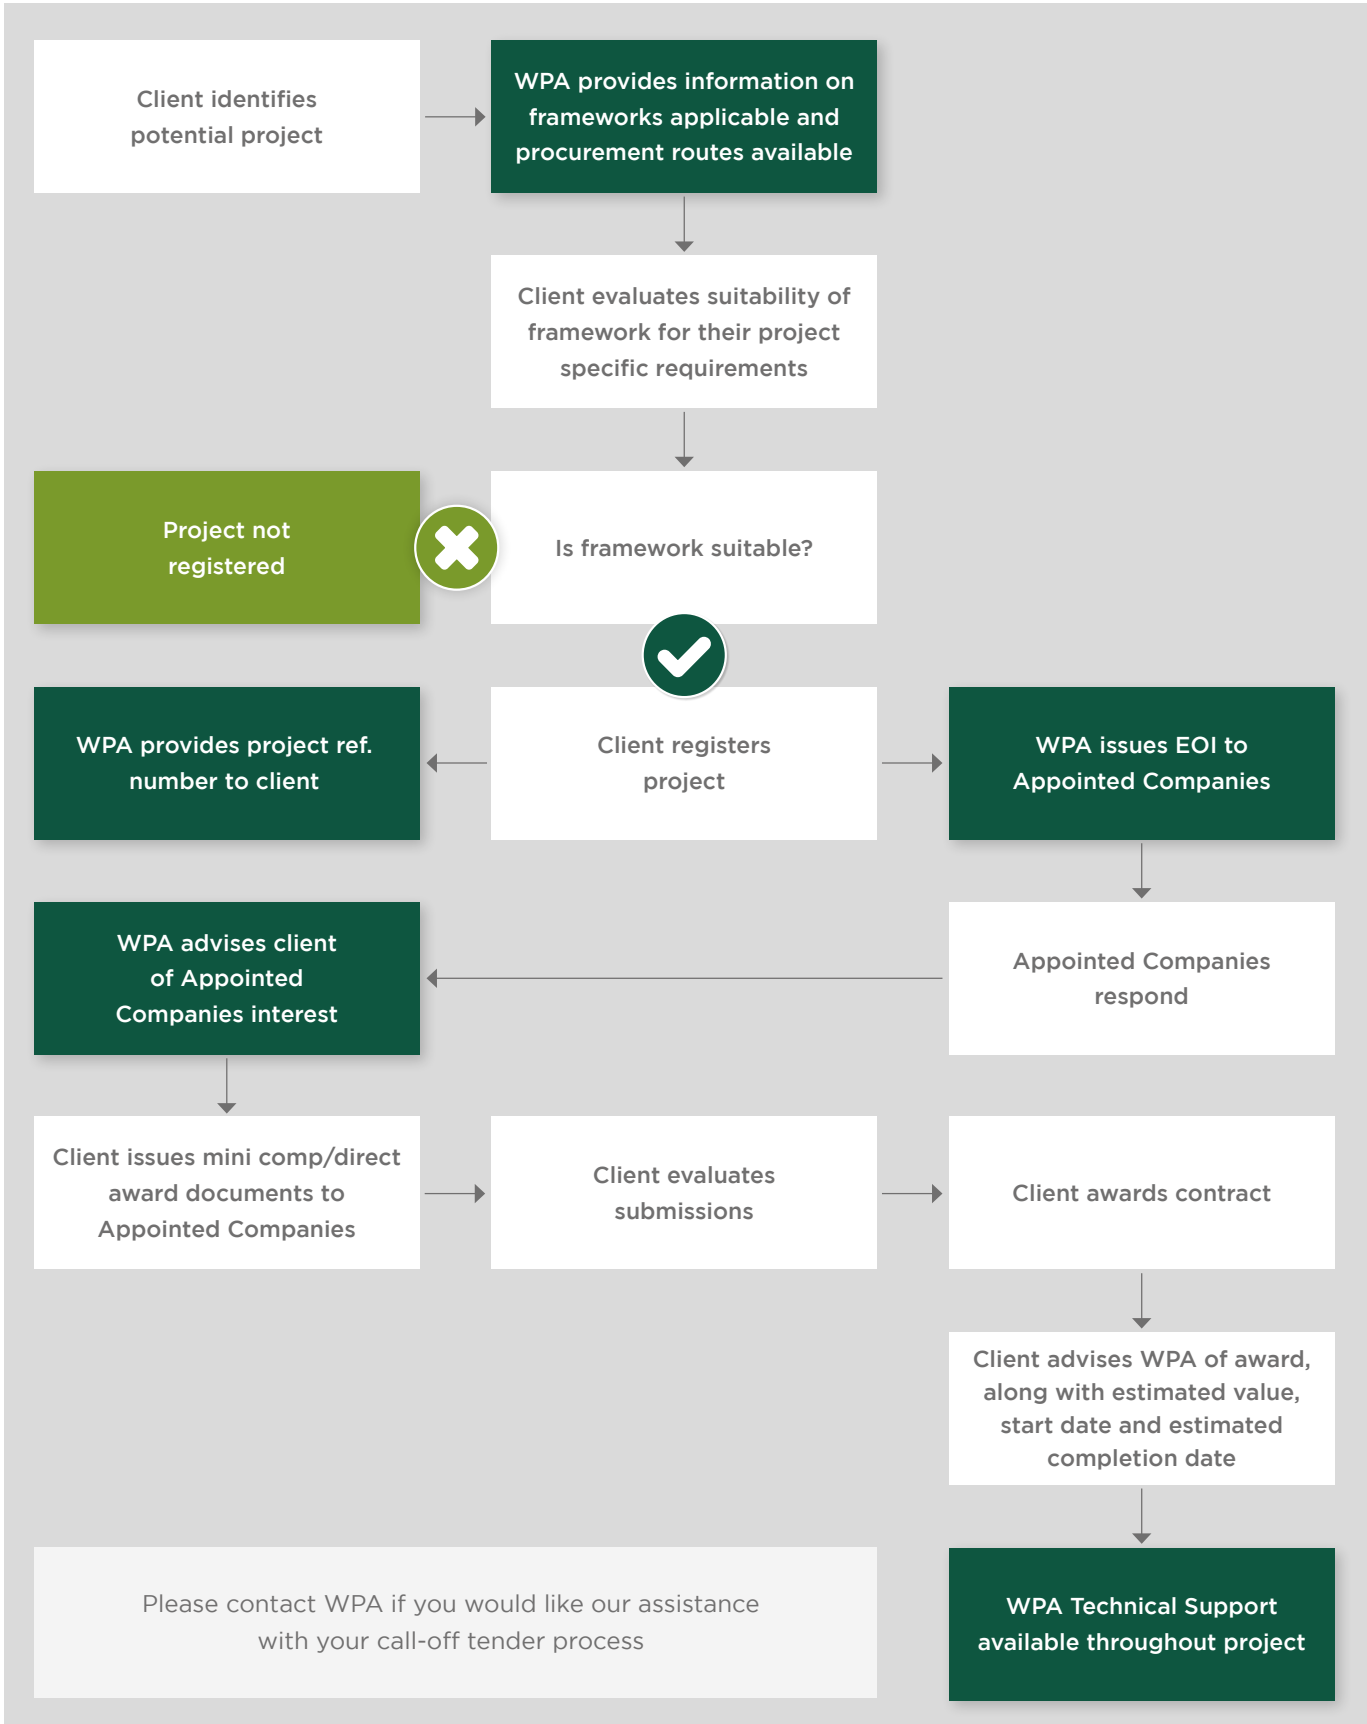 Client identifies
potential project
WPA provides information on
frameworks applicable and
procurement routes available
Client evaluates suitability of
framework for their project
specific requirements
Project not
registered
Is framework suitable?
WPA provides project ref.
number to client
Client registers
project
WPA issues EOI to
Appointed Companies
WPA advises client
of Appointed
Companies interest
Appointed Companies
respond
Client issues mini comp/direct
award documents to
Appointed Companies
Client evaluates
submissions
Client awards contract
Client advises WPA of award,
along with estimated value,
start date and estimated
completion date
Please contact WPA if you would like our assistance
with your call-off tender process
WPA Technical Support
available throughout project